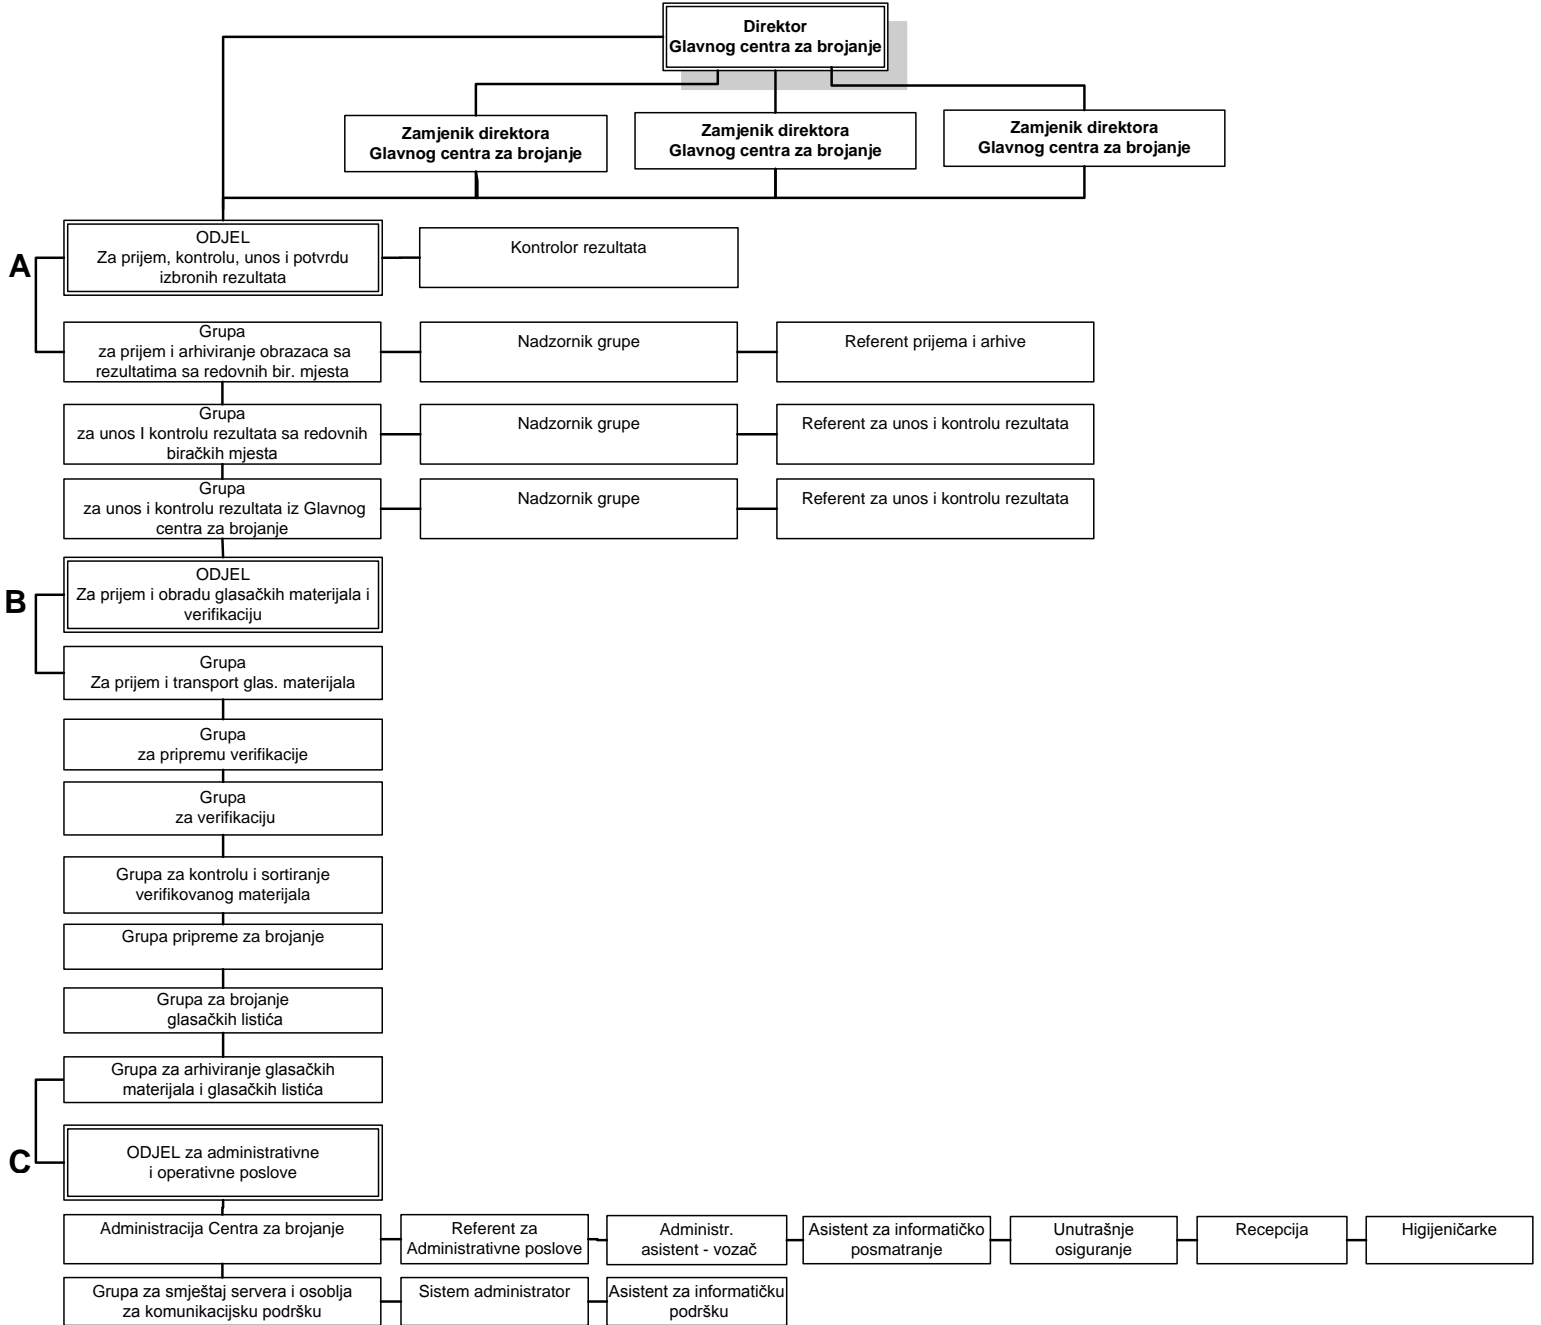 Direktor
Glavnog centra za brojanje
Zamjenik direktora
Glavnog centra za brojanje
Zamjenik direktora
Glavnog centra za brojanje
Zamjenik direktora
Glavnog centra za brojanje
A
ODJEL
Za prijem, kontrolu, unos i potvrdu
izbronih rezultata
Kontrolor rezultata
Grupa
za prijem i arhiviranje obrazaca sa
rezultatima sa redovnih bir. mjesta
Nadzornik grupe
Referent prijema i arhive
Grupa
za unos I kontrolu rezultata sa redovnih
biračkih mjesta
Nadzornik grupe
Referent za unos i kontrolu rezultata
Grupa
za unos i kontrolu rezultata iz Glavnog
centra za brojanje
Nadzornik grupe
Referent za unos i kontrolu rezultata
B
ODJEL
Za prijem i obradu glasačkih materijala i
verifikaciju
Grupa
Za prijem i transport glas. materijala
Grupa
za pripremu verifikacije
Grupa
za verifikaciju
Grupa za kontrolu i sortiranje
verifikovanog materijala
Grupa pripreme za brojanje
Grupa za brojanje
glasačkih listića
Grupa za arhiviranje glasačkih
materijala i glasačkih listića
C
ODJEL za administrativne
i operativne poslove
Administracija Centra za brojanje
Referent za
Administrativne poslove
Administr.
asistent - vozač
Asistent za informatičko
posmatranje
Unutrašnje
osiguranje
Recepcija
Higijeničarke
Grupa za smještaj servera i osoblja
za komunikacijsku podršku
Sistem administrator
Asistent za informatičku
podršku